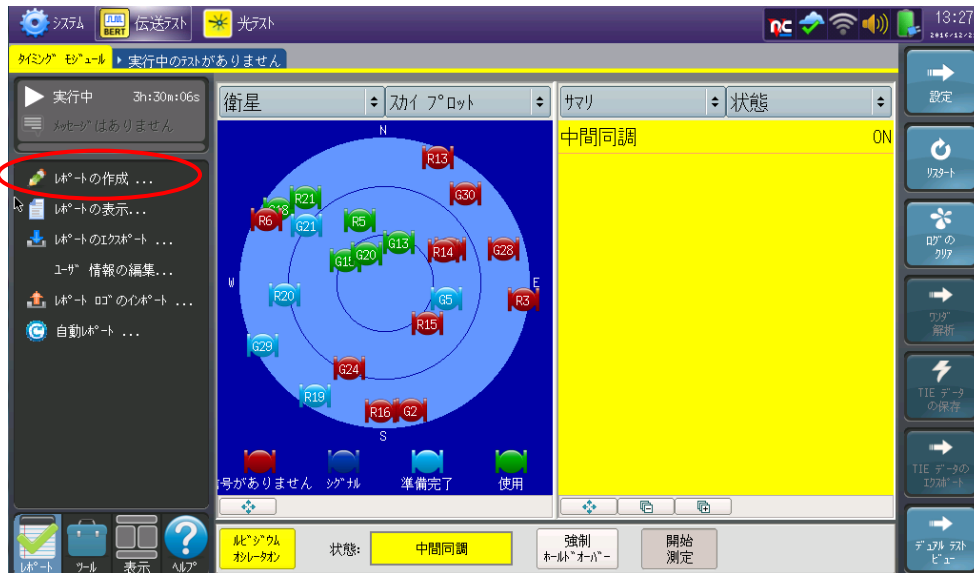 システム
BERT
伝送テスト
光テスト
13:27
タイミング モジュール
実行中のテストがありません
実行中 3h:30m:06s
メッセージはありません
レポートの作成 ...
レポートの表示...
レポートのエクスポート ...
ユーザ 情報の編集...
レポート ロゴのインポート ...
自動レポート ...
レポート
ツール
表示
ヘルプ
衛星
スカイ プロット
N
R13
G30
R21
R6
G21
R5
G13
G20
R14
G28
W
E
R20
G5
R3
R15
G29
G24
R19
R16
G2
S
号がありません
シグナル
準備完了
使用
サマリ
状態
中間同調 ON
ルビジウム
オシレータオン
状態:
中間同調
強制
ホールドオーバー
開始
測定
設定
リスタート
ログの
クリア
ワンダ
解析
TIE データ
の保存
TIE データの
エクスポート
デュアル テスト
ビュー